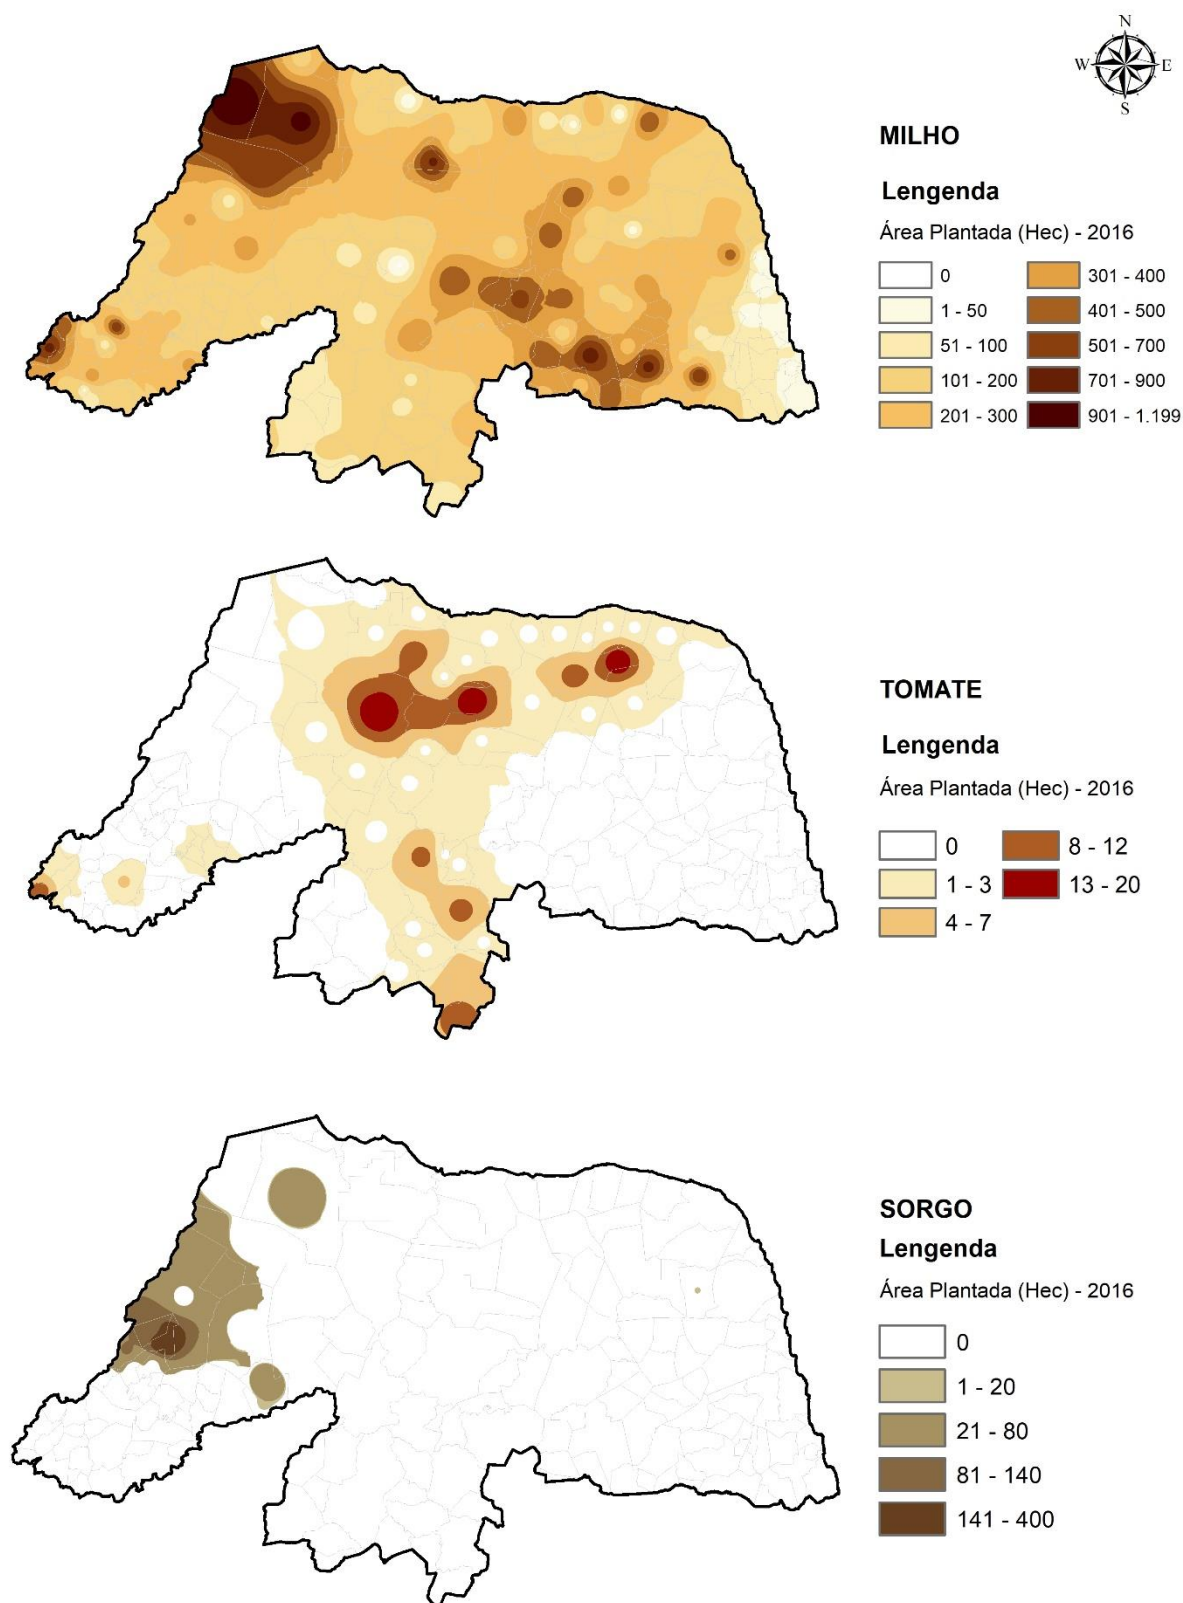 N
W E
S
MILHO
Lengenda
Área Plantada (Hec) - 2016
0 301 - 400
1 - 50 401 - 500
51 - 100 501 - 700
101 - 200 701 - 900
201 - 300 901 - 1.199
TOMATE
Lengenda
Área Plantada (Hec) - 2016
0 8 - 12
1 - 3 13 - 20
4 - 7
SORGO
Lengenda
Área Plantada (Hec) - 2016
0
1 - 20
21 - 80
81 - 140
141 - 400